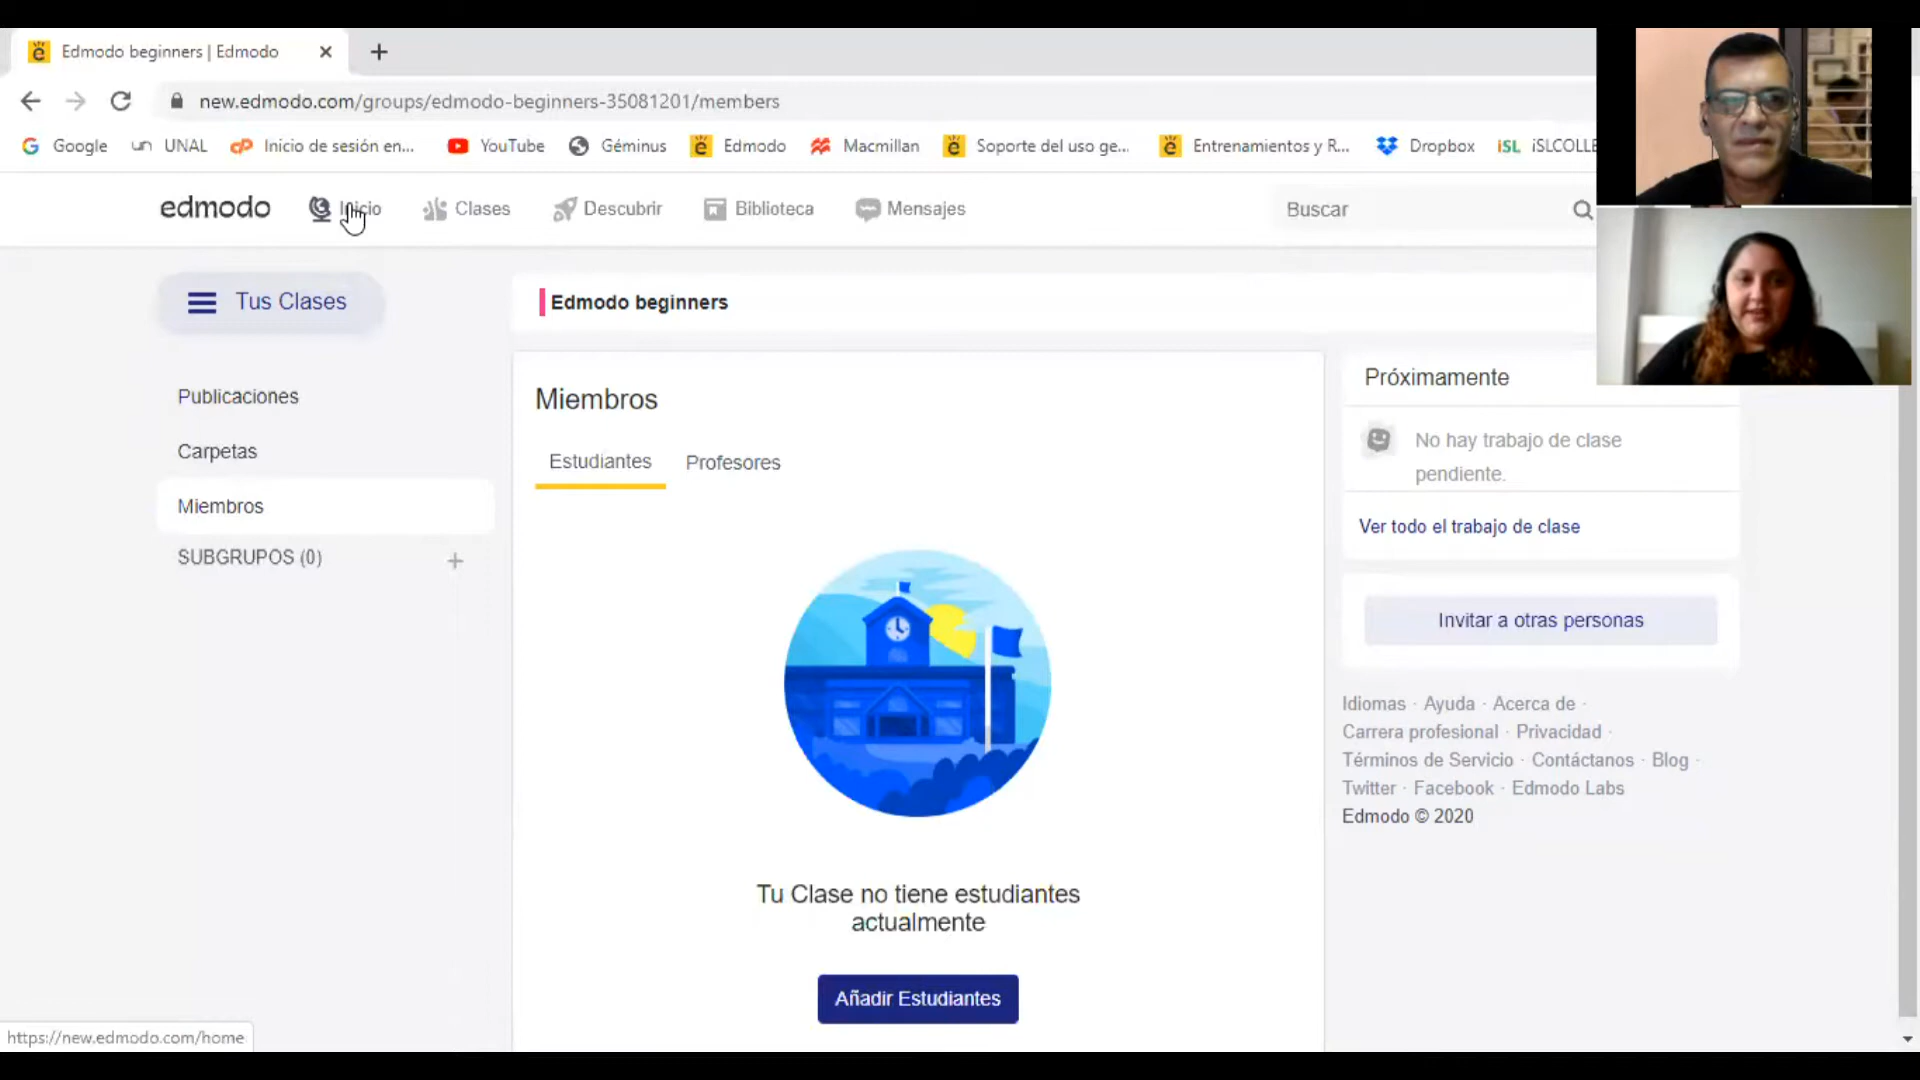 Edmodo beginners | Edmodo
new.edmodo.com/groups/edmodo-beginners-35081201/members
Google UNAL Inicio de sesión en... YouTube Géminus Edmodo Macmillan Soporte del uso ge... Entrenamientos y R... Dropbox iSL iSLCOLLE
edmodo Inicio Clases Descubrir Biblioteca Mensajes Buscar
Tus Clases
Publicaciones
Carpetas
Miembros
SUBGRUPOS (0)
Edmodo beginners
Miembros
Estudiantes Profesores
Tu Clase no tiene estudiantes
actualmente
Añadir Estudiantes
Próximamente
No hay trabajo de clase
pendiente.
Ver todo el trabajo de clase
Invitar a otras personas
Idiomas · Ayuda · Acerca de ·
Carrera profesional · Privacidad ·
Términos de Servicio · Contáctanos · Blog ·
Twitter · Facebook · Edmodo Labs
Edmodo © 2020
https://new.edmodo.com/home